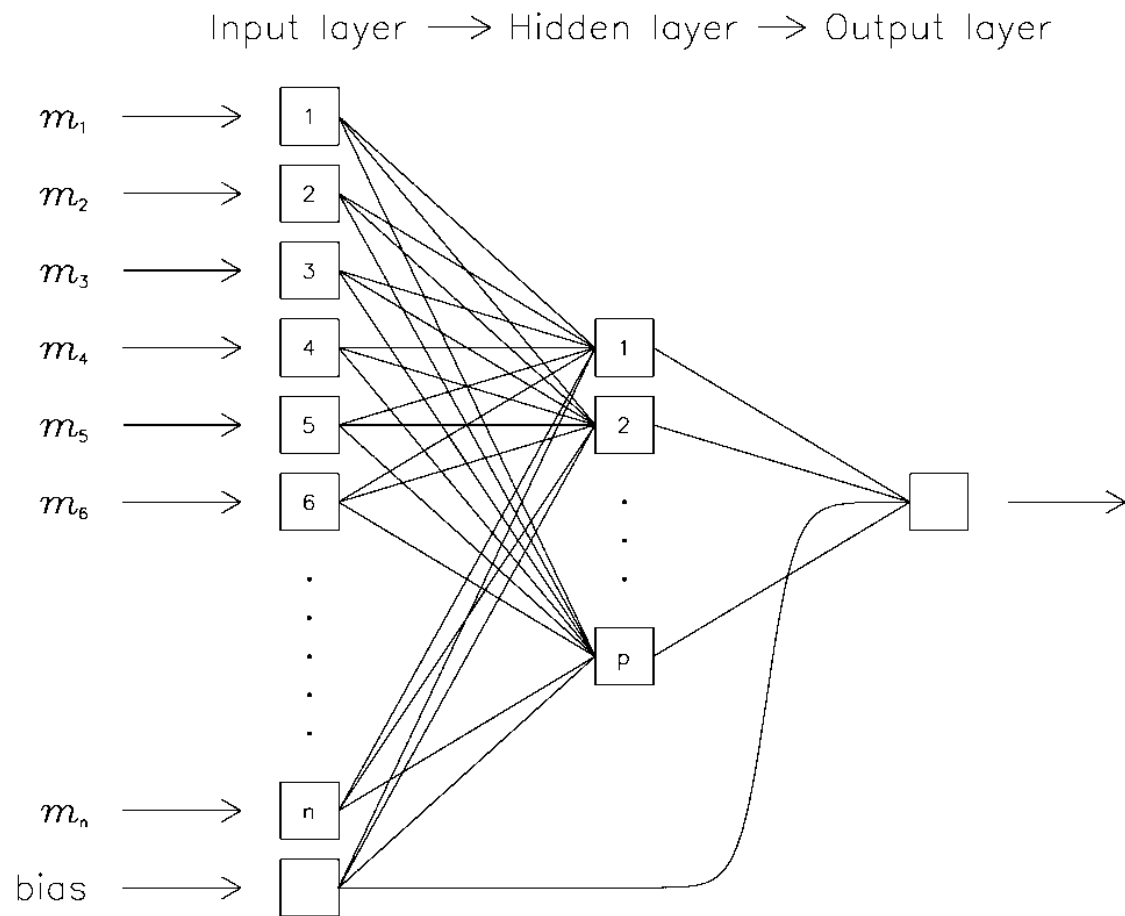 Input layer → Hidden layer → Output layer
m₁ → 1
m₂ → 2
m₃ → 3
m₄ → 4 1
m₅ → 5 2
m₆ → 6
p
mₙ → n
bias →